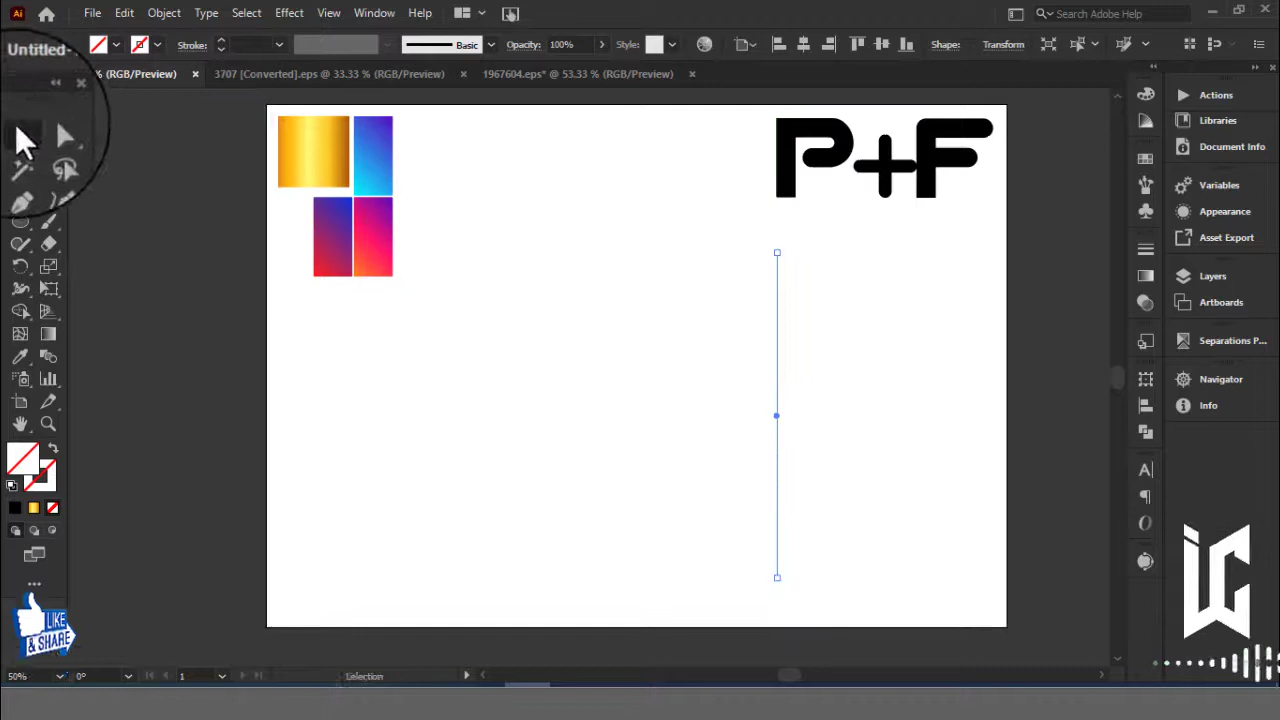 Ai File Edit Object Type Select Effect View Window Help Search Adobe Help
Stroke: Basic Opacity: 100% Style: Shape: Transform
Untitled- % (RGB/Preview) × 3707 [Converted].eps @ 33.33 % (RGB/Preview) × 1967604.eps* @ 53.33 % (RGB/Preview) ×
P+F
Actions
Libraries
Document Info
Variables
Appearance
Asset Export
Layers
Artboards
Separations P...
Navigator
Info
LIKE
& SHARE
50% 0° 1 Selection